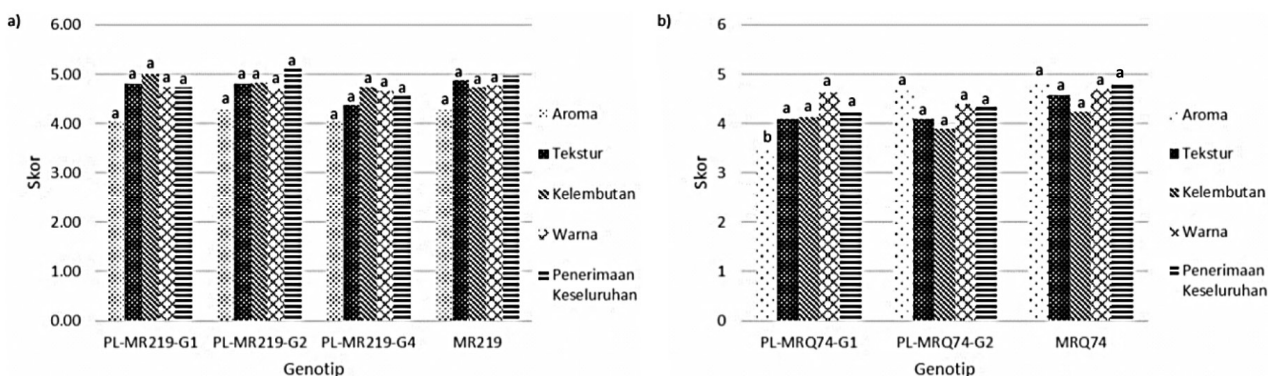 a)
6.00
5.00
4.00
3.00
2.00
1.00
0.00
Skor
a a a a a
a a a a a
a a a a a
a a a a a
PL-MR219-G1 PL-MR219-G2 PL-MR219-G4 MR219
Genotip
Aroma
Tekstur
Kelembutan
Warna
Penerimaan
Keseluruhan
b)
6
5
4
3
2
1
0
Skor
b a a a a
a a a a a
a a a a a
PL-MRQ74-G1 PL-MRQ74-G2 MRQ74
Genotip
Aroma
Tekstur
Kelembutan
Warna
Penerimaan
Keseluruhan